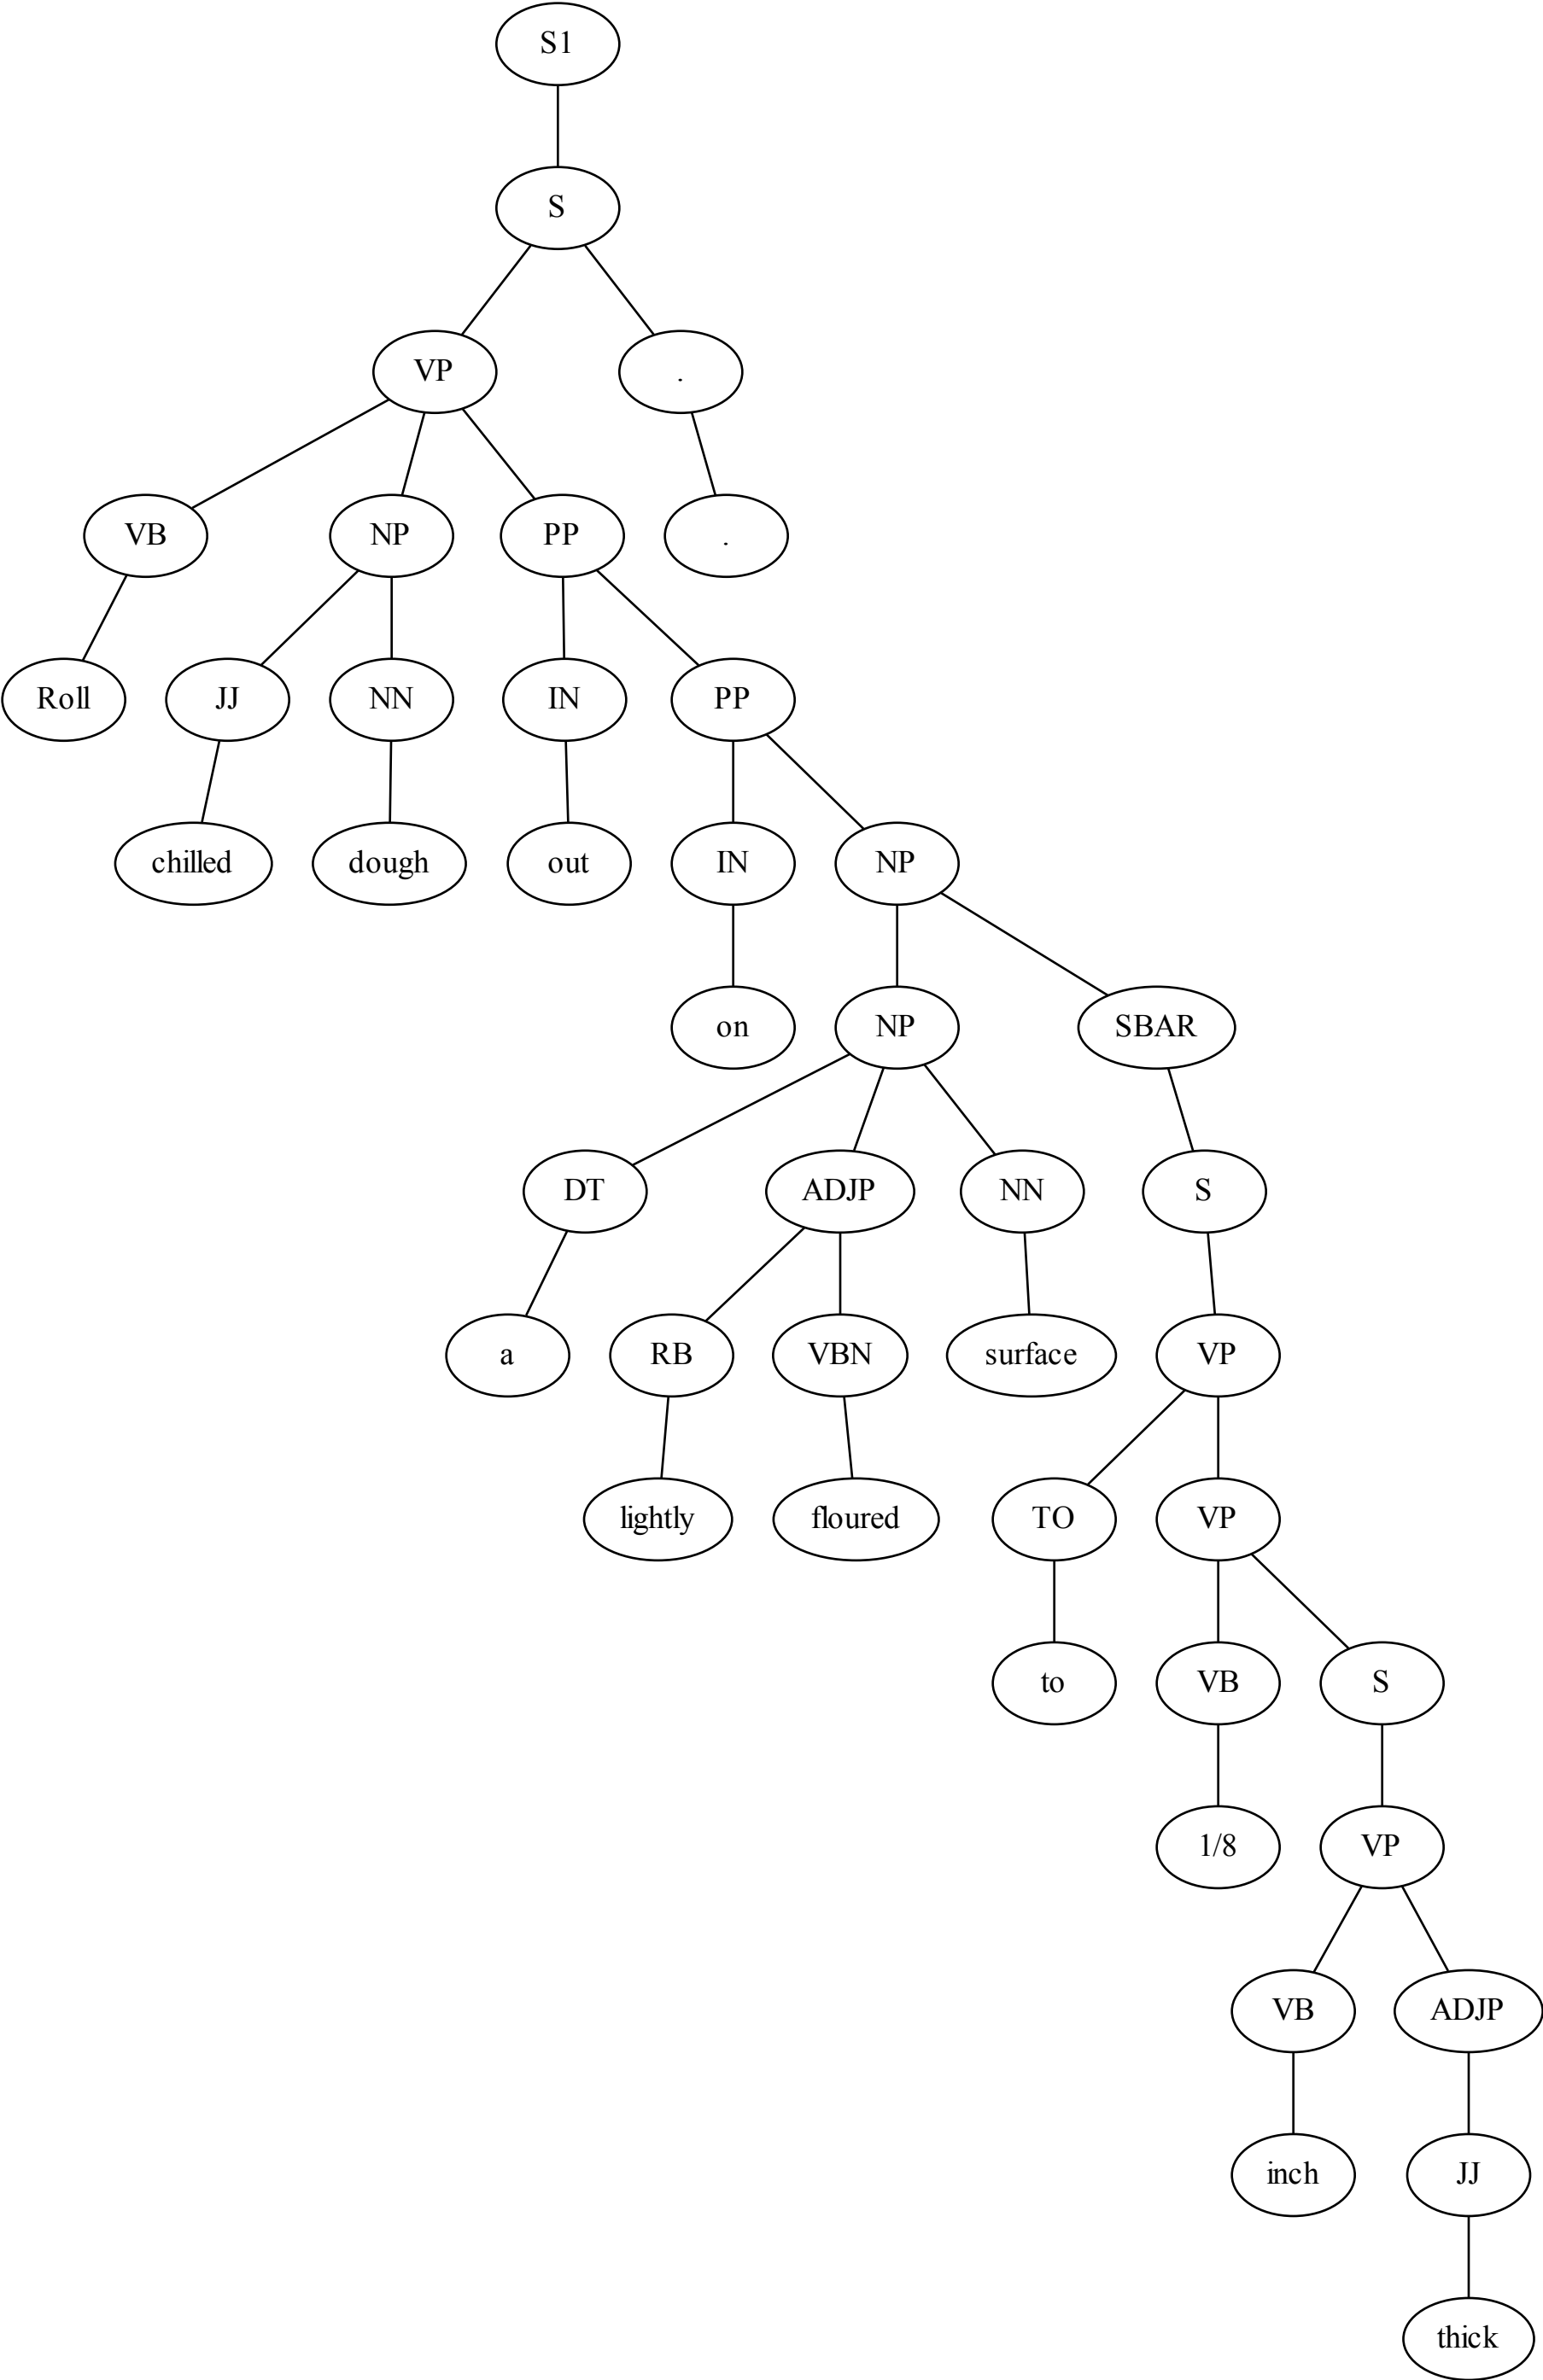 S1
S
VP .
VB NP PP .
Roll JJ NN IN PP
chilled dough out IN NP
on NP SBAR
DT ADJP NN S
a RB VBN surface VP
lightly floured TO VP
to VB S
1/8 VP
VB ADJP
inch JJ
thick